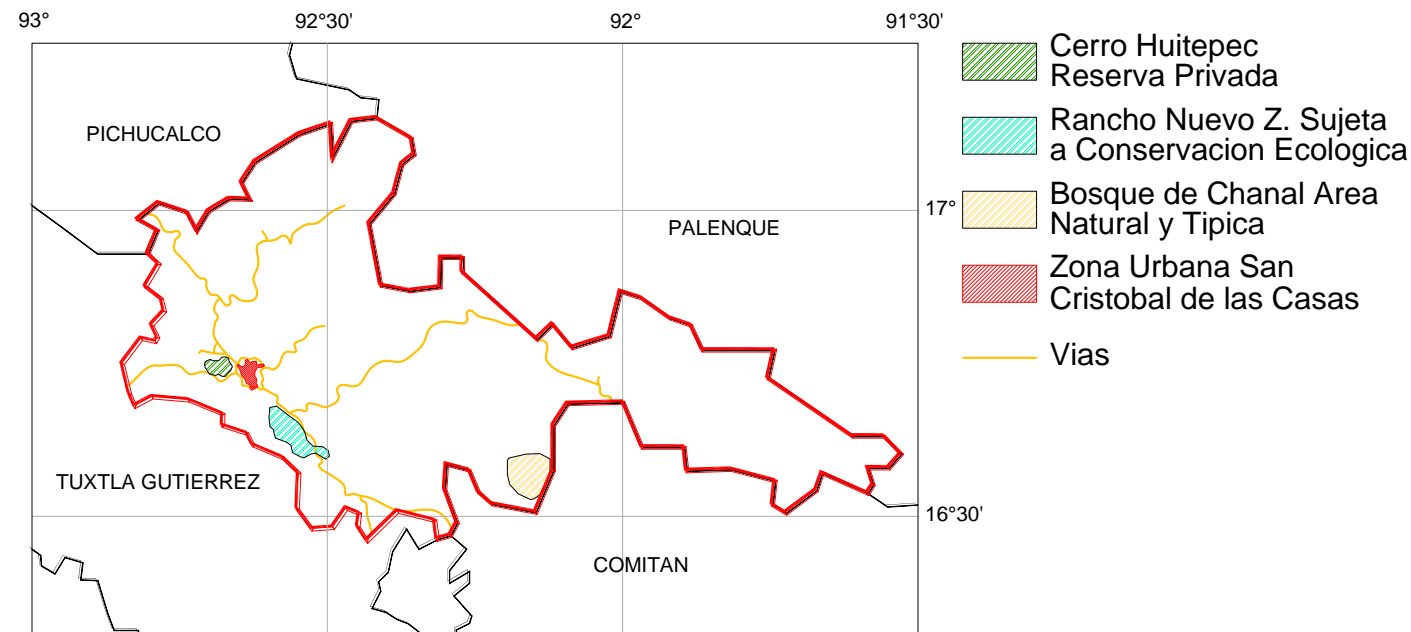 93°
92°30'
92°
91°30'
Cerro Huitepec
Reserva Privada
PICHUCALCO
Rancho Nuevo Z. Sujeta
a Conservacion Ecologica
Bosque de Chanal Area
Natural y Tipica
17°
PALENQUE
Zona Urbana San
Cristobal de las Casas
Vias
TUXTLA GUTIERREZ
16°30'
COMITAN